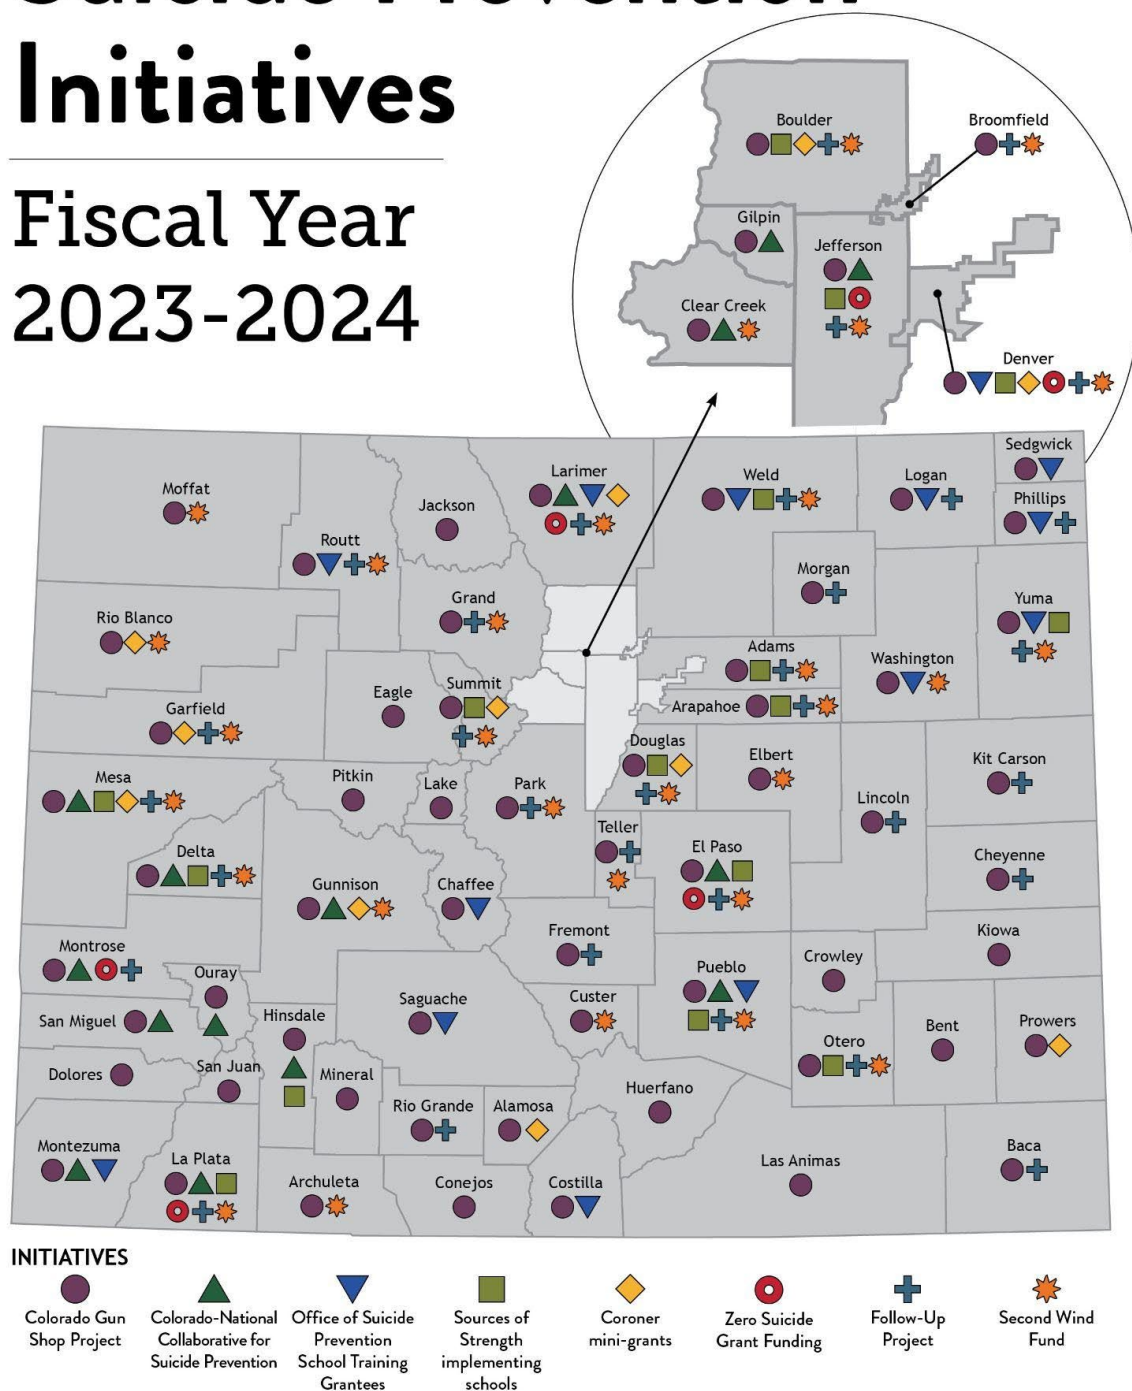 Suicide Prevention
Initiatives
Fiscal Year
2023-2024
Boulder
Broomfield
Gilpin
Jefferson
Clear Creek
Denver
Sedgwick
Larimer
Weld
Logan
Moffat
Phillips
Jackson
Routt
Morgan
Grand
Yuma
Rio Blanco
Adams
Washington
Summit
Eagle
Arapahoe
Garfield
Douglas
Elbert
Kit Carson
Mesa
Pitkin
Lake
Park
Lincoln
Teller
El Paso
Delta
Cheyenne
Gunnison
Chaffee
Fremont
Kiowa
Montrose
Crowley
Ouray
Pueblo
Saguache
Custer
San Miguel
Hinsdale
Prowers
Bent
Otero
San Juan
Dolores
Mineral
Huerfano
Rio Grande
Alamosa
Montezuma
Baca
La Plata
Las Animas
Archuleta
Conejos
Costilla
INITIATIVES
Colorado Gun
Shop Project
Colorado-National
Collaborative for
Suicide Prevention
Office of Suicide
Prevention
School Training
Grantees
Sources of
Strength
implementing
schools
Coroner
mini-grants
Zero Suicide
Grant Funding
Follow-Up
Project
Second Wind
Fund